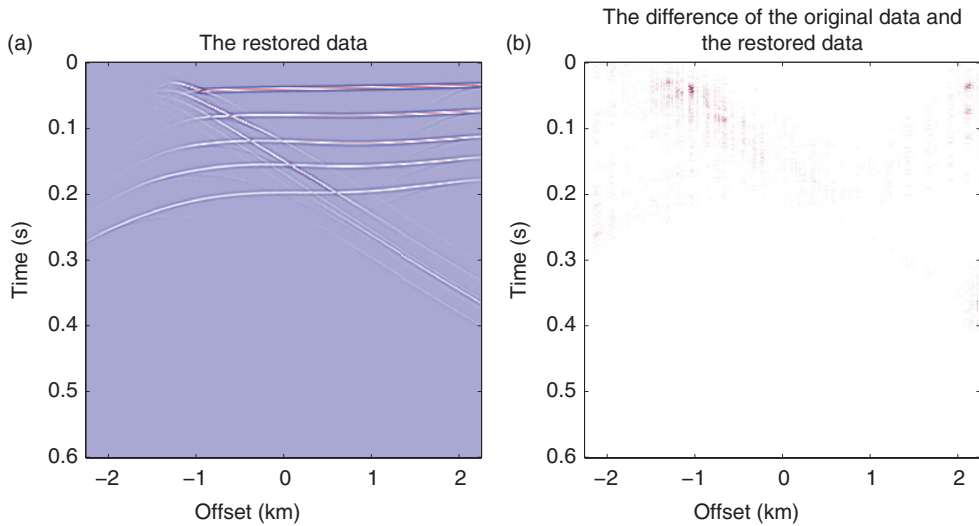 (a)
The restored data
0
0.1
0.2
0.3
0.4
0.5
0.6
Time (s)
−2
−1
0
1
2
Offset (km)
(b)
The difference of the original data and
the restored data
0
0.1
0.2
0.3
0.4
0.5
0.6
Time (s)
−2
−1
0
1
2
Offset (km)